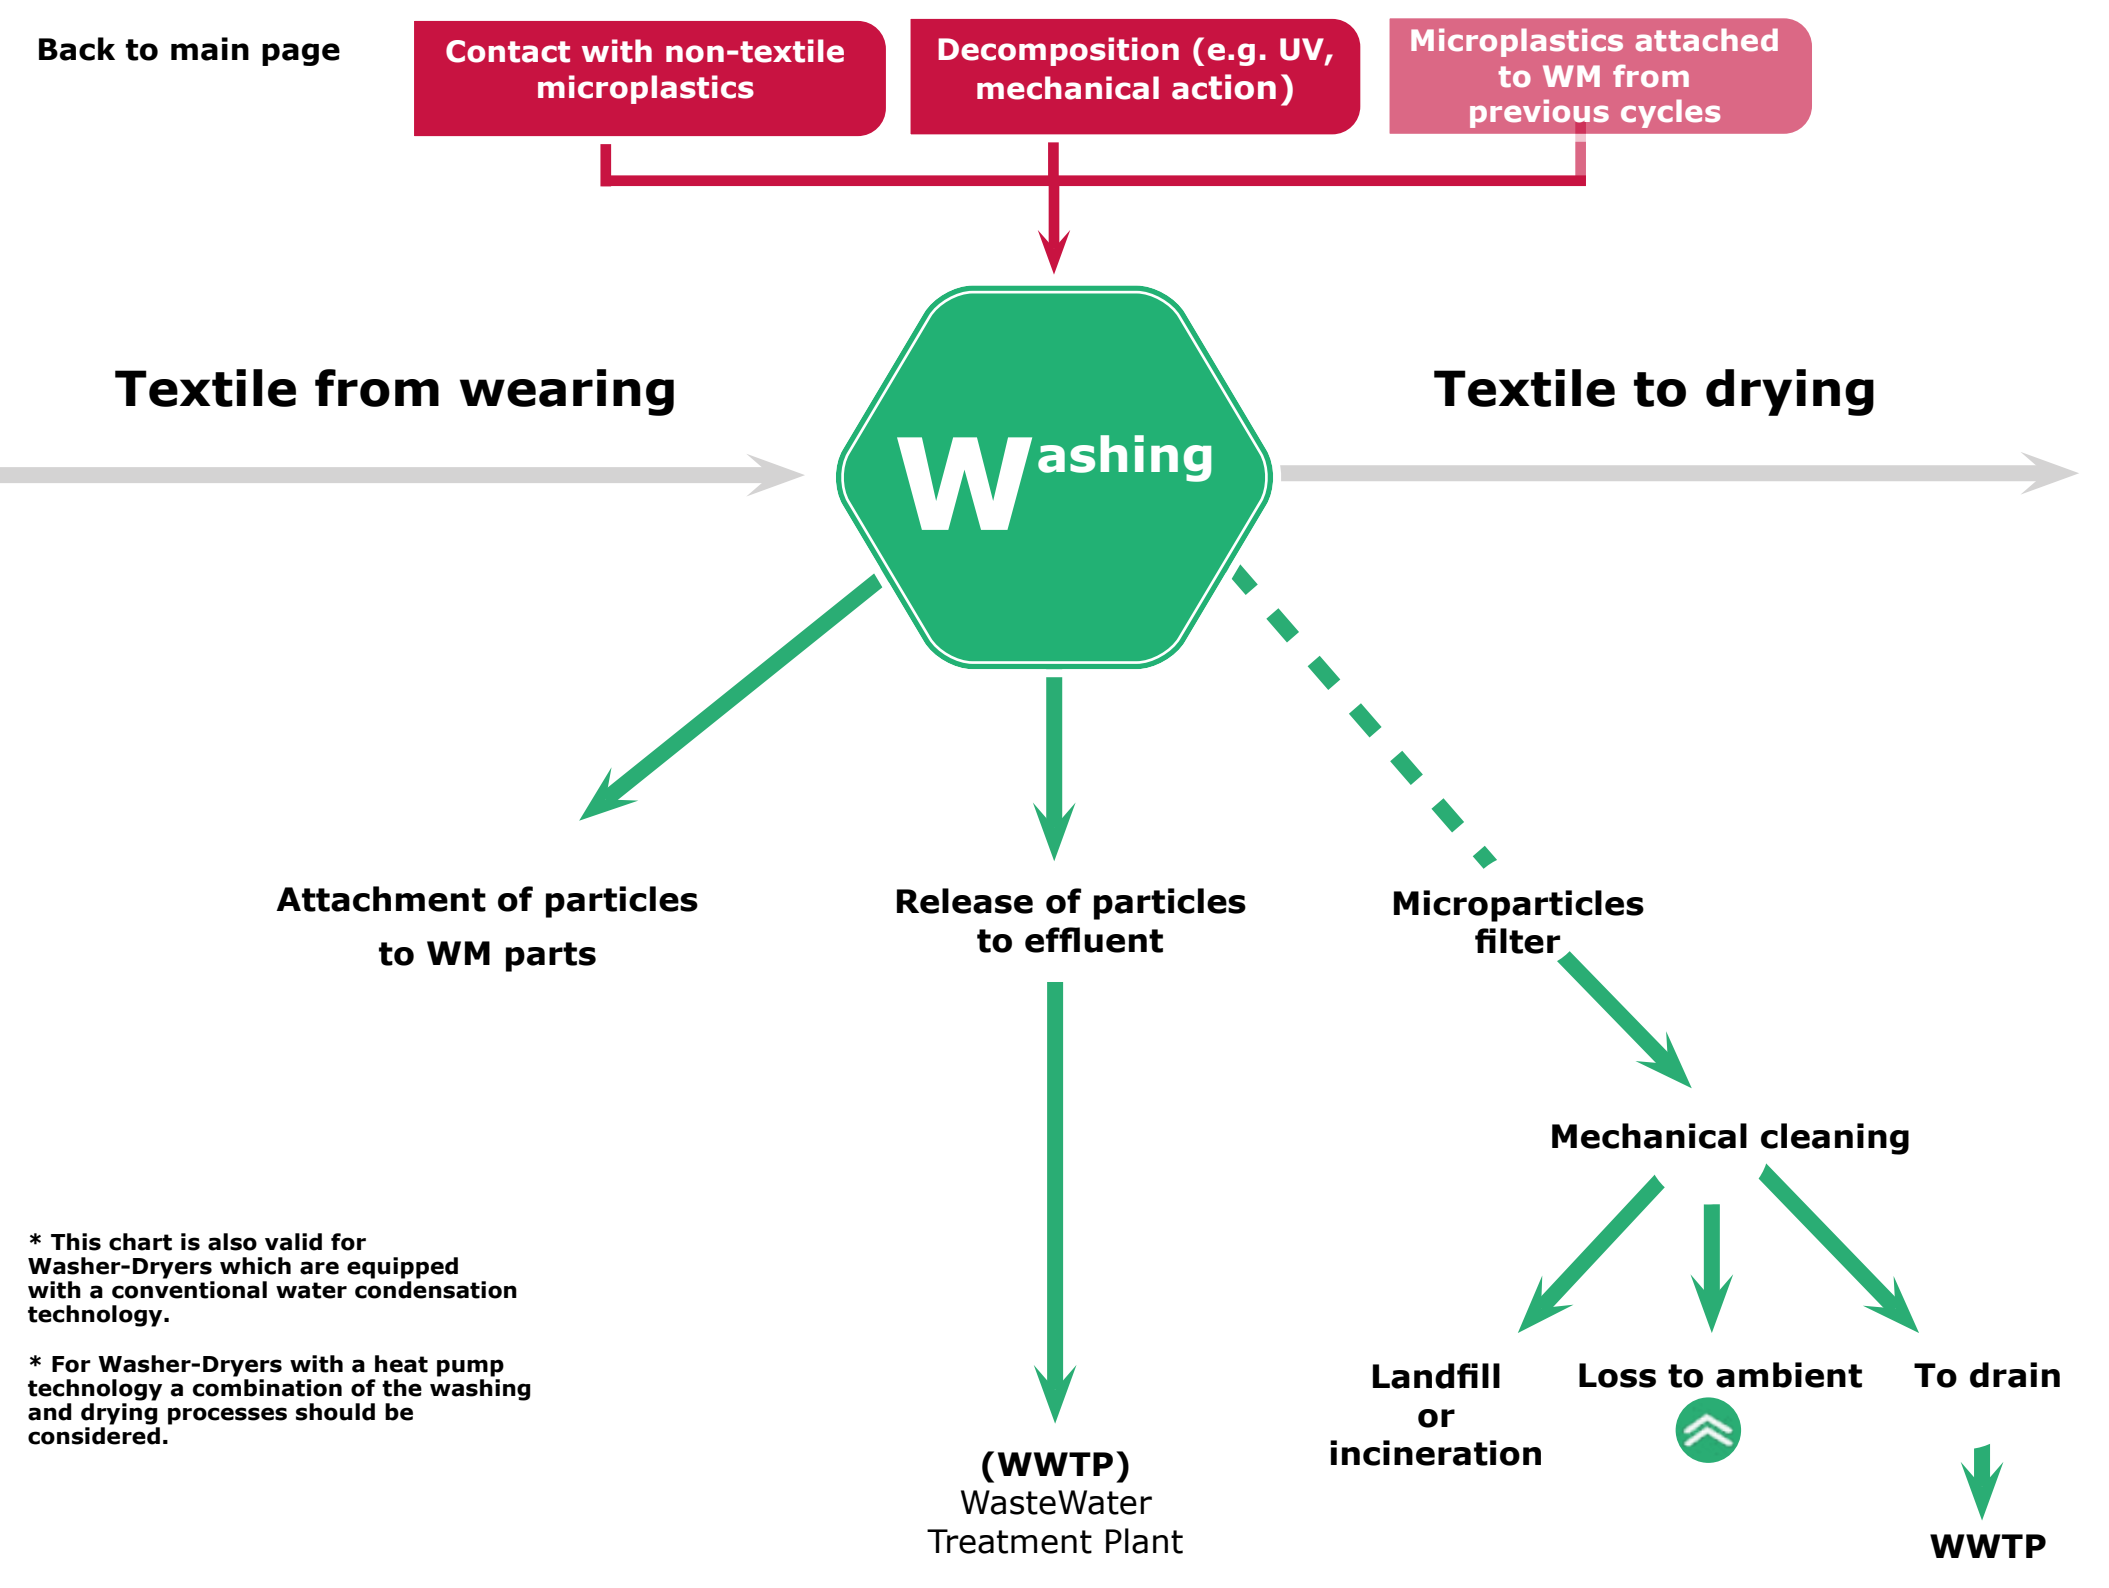 Back to main page
Contact with non-textile
microplastics
Decomposition (e.g. UV,
mechanical action)
Microplastics attached
to WM from
previous cycles
Textile from wearing
Washing
Textile to drying
Attachment of particles
to WM parts
Release of particles
to effluent
Microparticles
filter
Mechanical cleaning
* This chart is also valid for
Washer-Dryers which are equipped
with a conventional water condensation
technology.
* For Washer-Dryers with a heat pump
technology a combination of the washing
and drying processes should be
considered.
(WWTP)
WasteWater
Treatment Plant
Landfill
or
incineration
Loss to ambient
To drain
WWTP